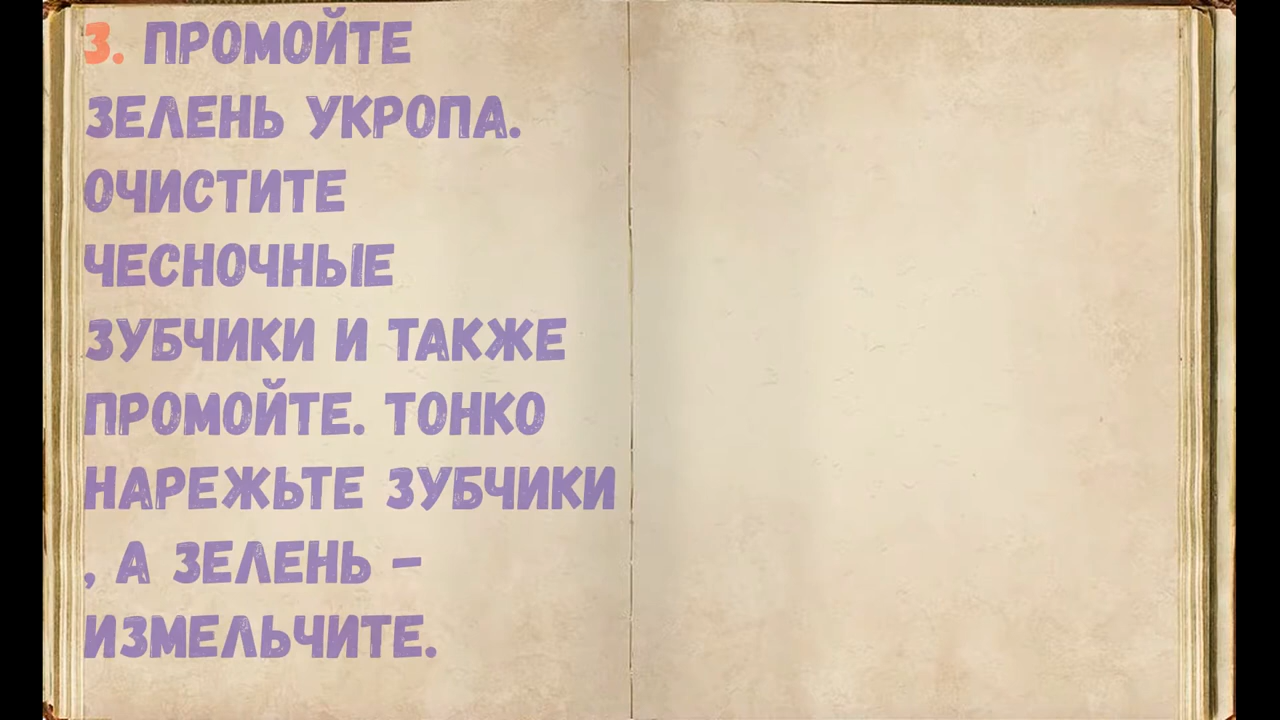 3. ПРОМОЙТЕ
ЗЕЛЕНЬ УКРОПА.
ОЧИСТИТЕ
ЧЕСНОЧНЫЕ
ЗУБЧИКИ И ТАКЖЕ
ПРОМОЙТЕ. ТОНКО
НАРЕЖЬТЕ ЗУБЧИКИ
, А ЗЕЛЕНЬ –
ИЗМЕЛЬЧИТЕ.